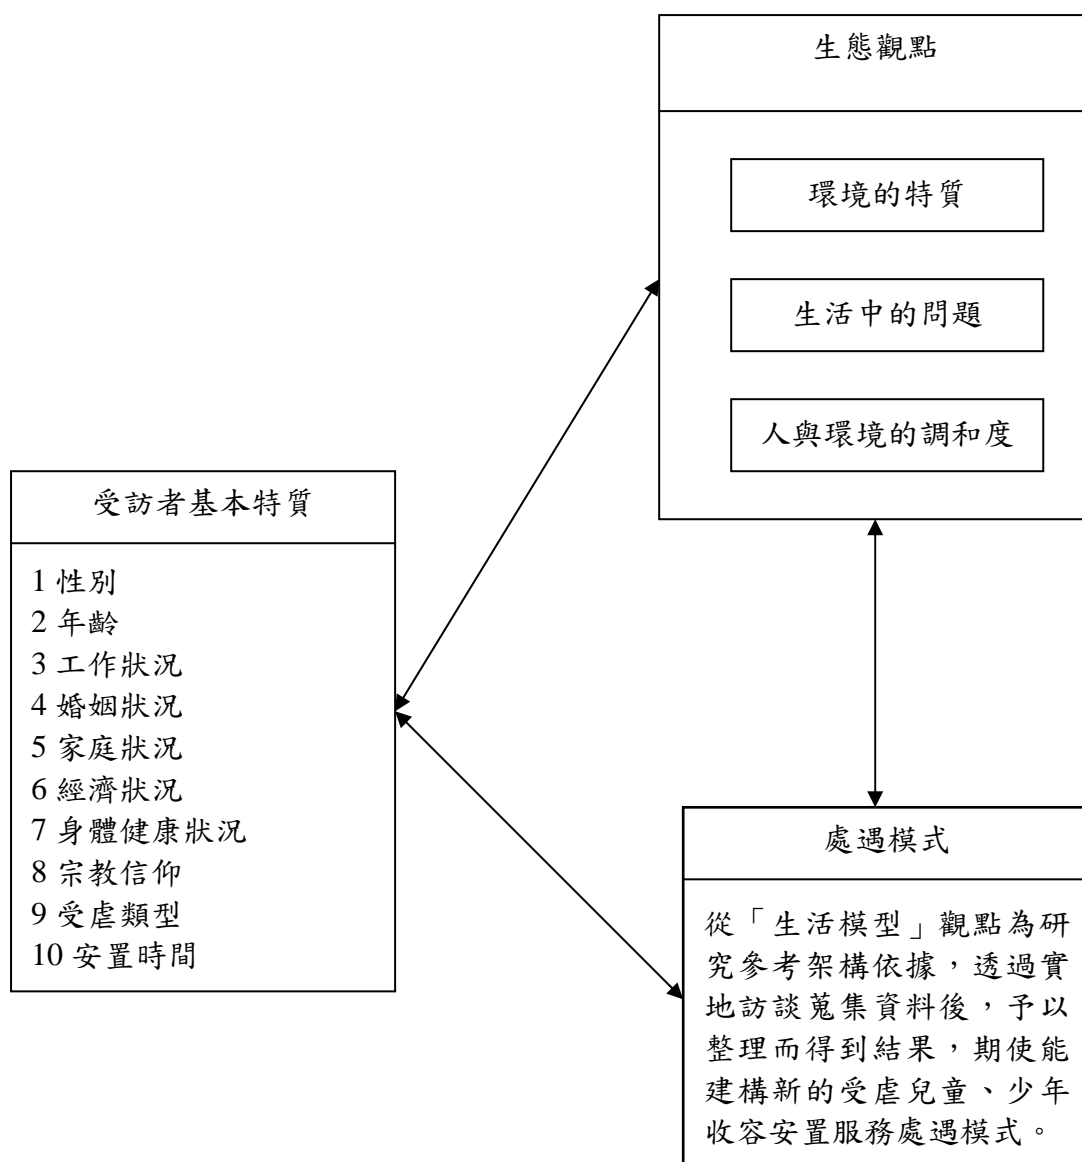 生態觀點
環境的特質
生活中的問題
人與環境的調和度
受訪者基本特質
1 性別
2 年齡
3 工作狀況
4 婚姻狀況
5 家庭狀況
6 經濟狀況
7 身體健康狀況
8 宗教信仰
9 受虐類型
10 安置時間
處遇模式
從「生活模型」觀點為研
究參考架構依據，透過實
地訪談蒐集資料後，予以
整理而得到結果，期使能
建構新的受虐兒童、少年
收容安置服務處遇模式。